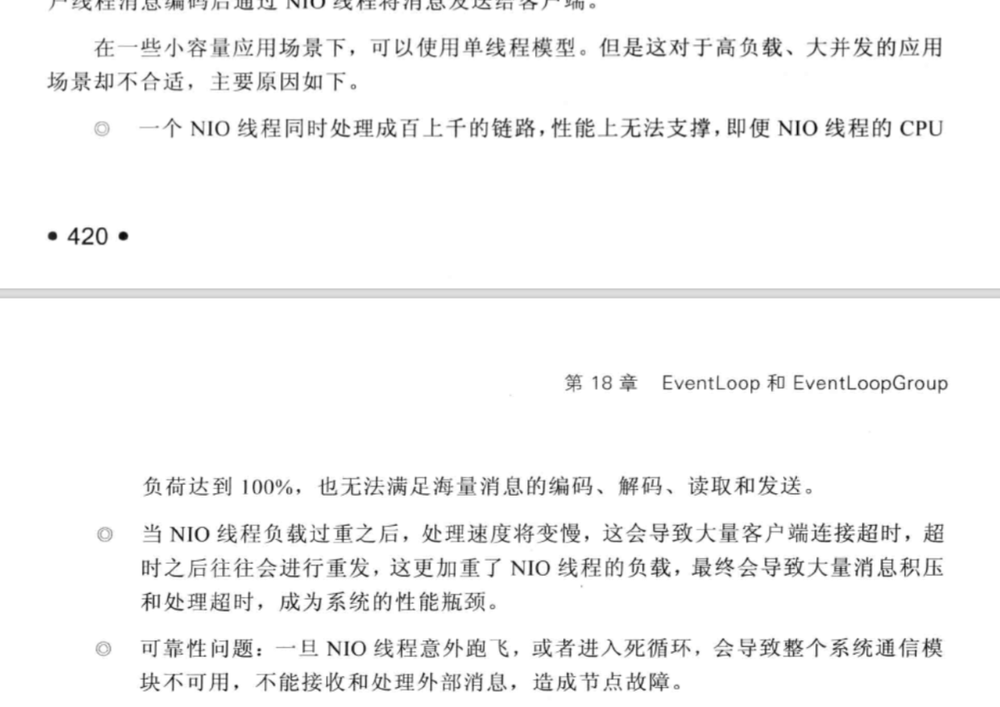 户线程消息编码后通过 NIO 线程将消息发送给客户端。
在一些小容量应用场景下，可以使用单线程模型。但是这对于高负载、大并发的应用
场景却不合适，主要原因如下。
◎ 一个 NIO 线程同时处理成百上千的链路，性能上无法支撑，即便 NIO 线程的 CPU
• 420 •
第 18 章 EventLoop 和 EventLoopGroup
负荷达到 100%，也无法满足海量消息的编码、解码、读取和发送。
◎ 当 NIO 线程负载过重之后，处理速度将变慢，这会导致大量客户端连接超时，超
时之后往往会进行重发，这更加重了 NIO 线程的负载，最终会导致大量消息积压
和处理超时，成为系统的性能瓶颈。
◎ 可靠性问题：一旦 NIO 线程意外跑飞，或者进入死循环，会导致整个系统通信模
块不可用，不能接收和处理外部消息，造成节点故障。